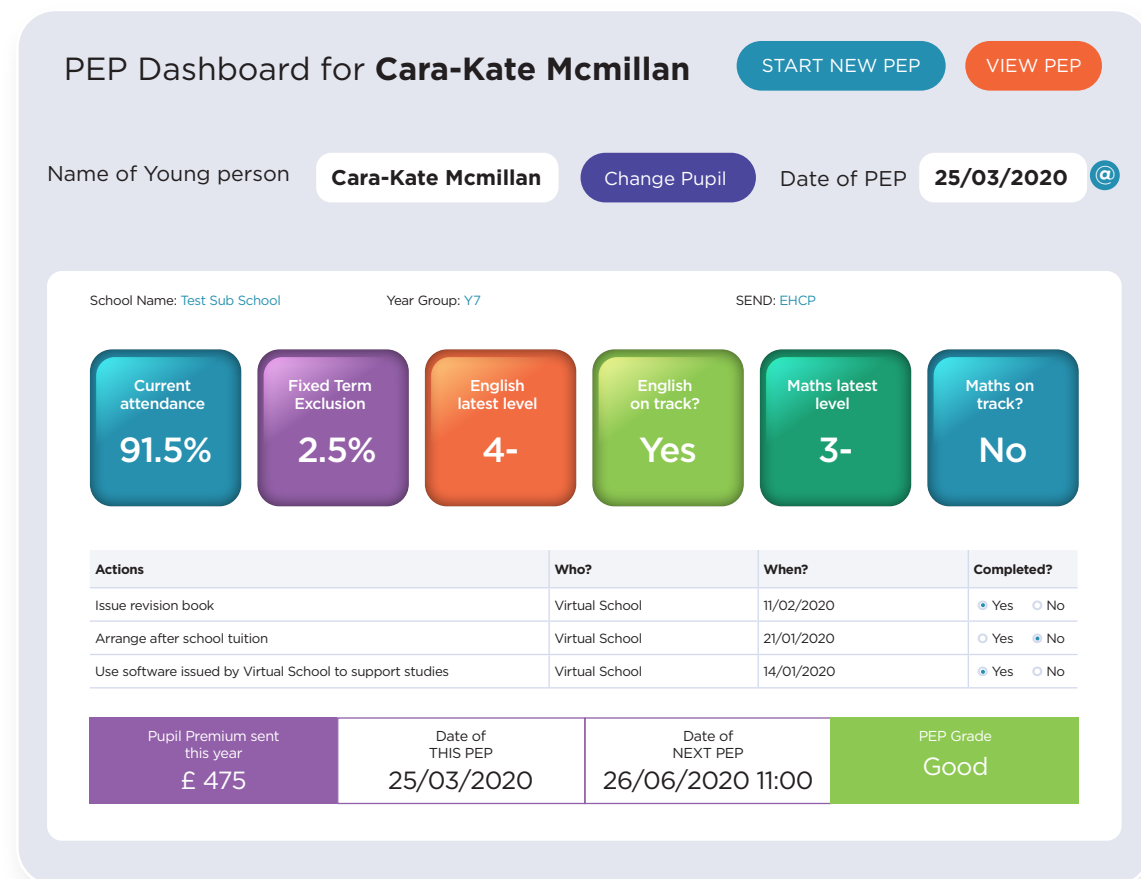 PEP Dashboard for Cara-Kate Mcmillan
START NEW PEP
VIEW PEP
Name of Young person
Cara-Kate Mcmillan
Change Pupil
Date of PEP
25/03/2020
@
School Name: Test Sub School
Year Group: Y7
SEND: EHCP
Current
attendance
91.5%
Fixed Term
Exclusion
2.5%
English
latest level
4-
English
on track?
Yes
Maths latest
level
3-
Maths on
track?
No
Actions Who? When? Completed?
Issue revision book Virtual School 11/02/2020 Yes No
Arrange after school tuition Virtual School 21/01/2020 Yes No
Use software issued by Virtual School to support studies Virtual School 14/01/2020 Yes No
Pupil Premium sent
this year
£ 475
Date of
THIS PEP
25/03/2020
Date of
NEXT PEP
26/06/2020 11:00
PEP Grade
Good